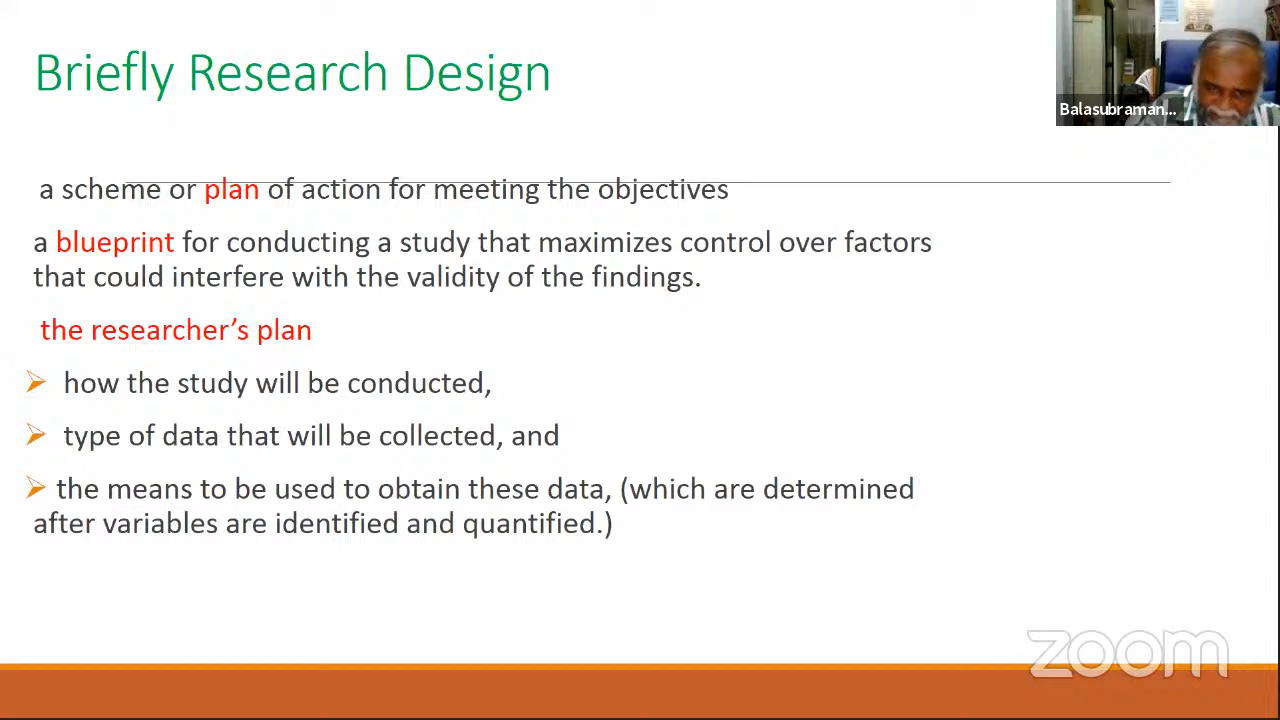 Briefly Research Design
Balasubraman...
a scheme or plan of action for meeting the objectives
a blueprint for conducting a study that maximizes control over factors
that could interfere with the validity of the findings.
the researcher’s plan
how the study will be conducted,
type of data that will be collected, and
the means to be used to obtain these data, (which are determined
after variables are identified and quantified.)
zoom